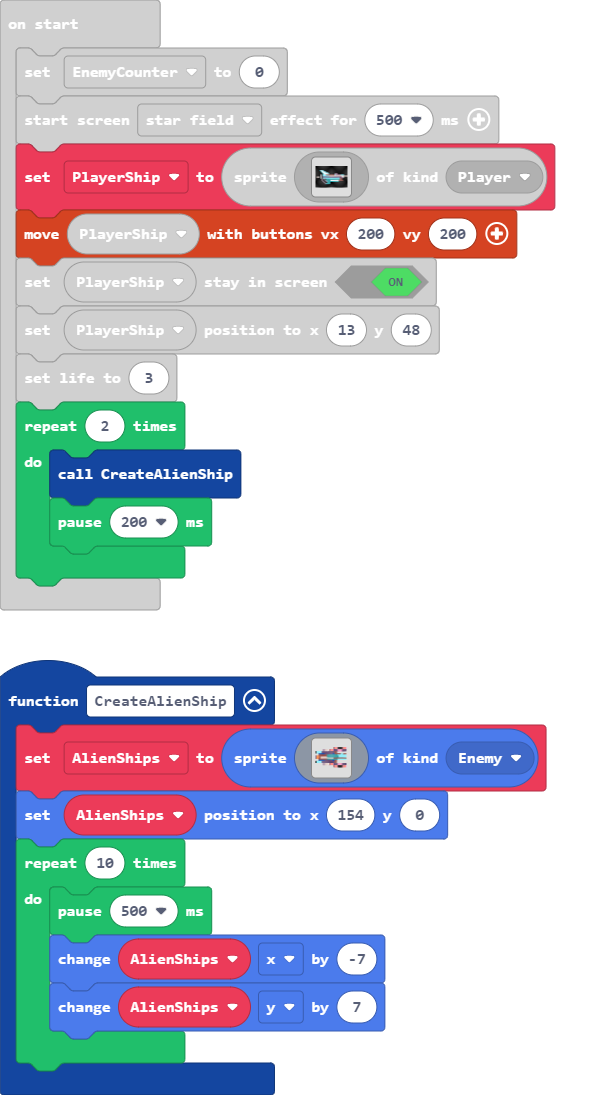 on start
set EnemyCounter to 0
start screen star field effect for 500 ms
set PlayerShip to sprite of kind Player
move PlayerShip with buttons vx 200 vy 200
set PlayerShip stay in screen ON
set PlayerShip position to x 13 y 48
set life to 3
repeat 2 times
do
call CreateAlienShip
pause 200 ms
function CreateAlienShip
set AlienShips to sprite of kind Enemy
set AlienShips position to x 154 y 0
repeat 10 times
do
pause 500 ms
change AlienShips x by -7
change AlienShips y by 7